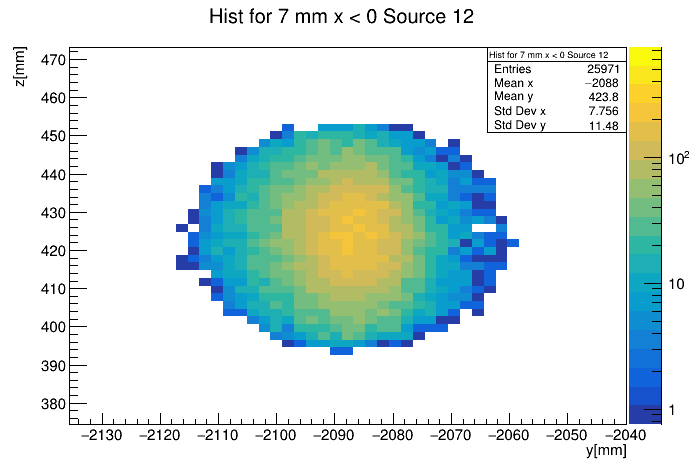 Hist for 7 mm x < 0 Source 12
z[mm]
Hist for 7 mm x < 0 Source 12
Entries 25971
Mean x −2088
Mean y 423.8
Std Dev x 7.756
Std Dev y 11.48
470
460
450
440
430
420
410
400
390
380
10²
10
1
−2130 −2120 −2110 −2100 −2090 −2080 −2070 −2060 −2050 −2040
y[mm]